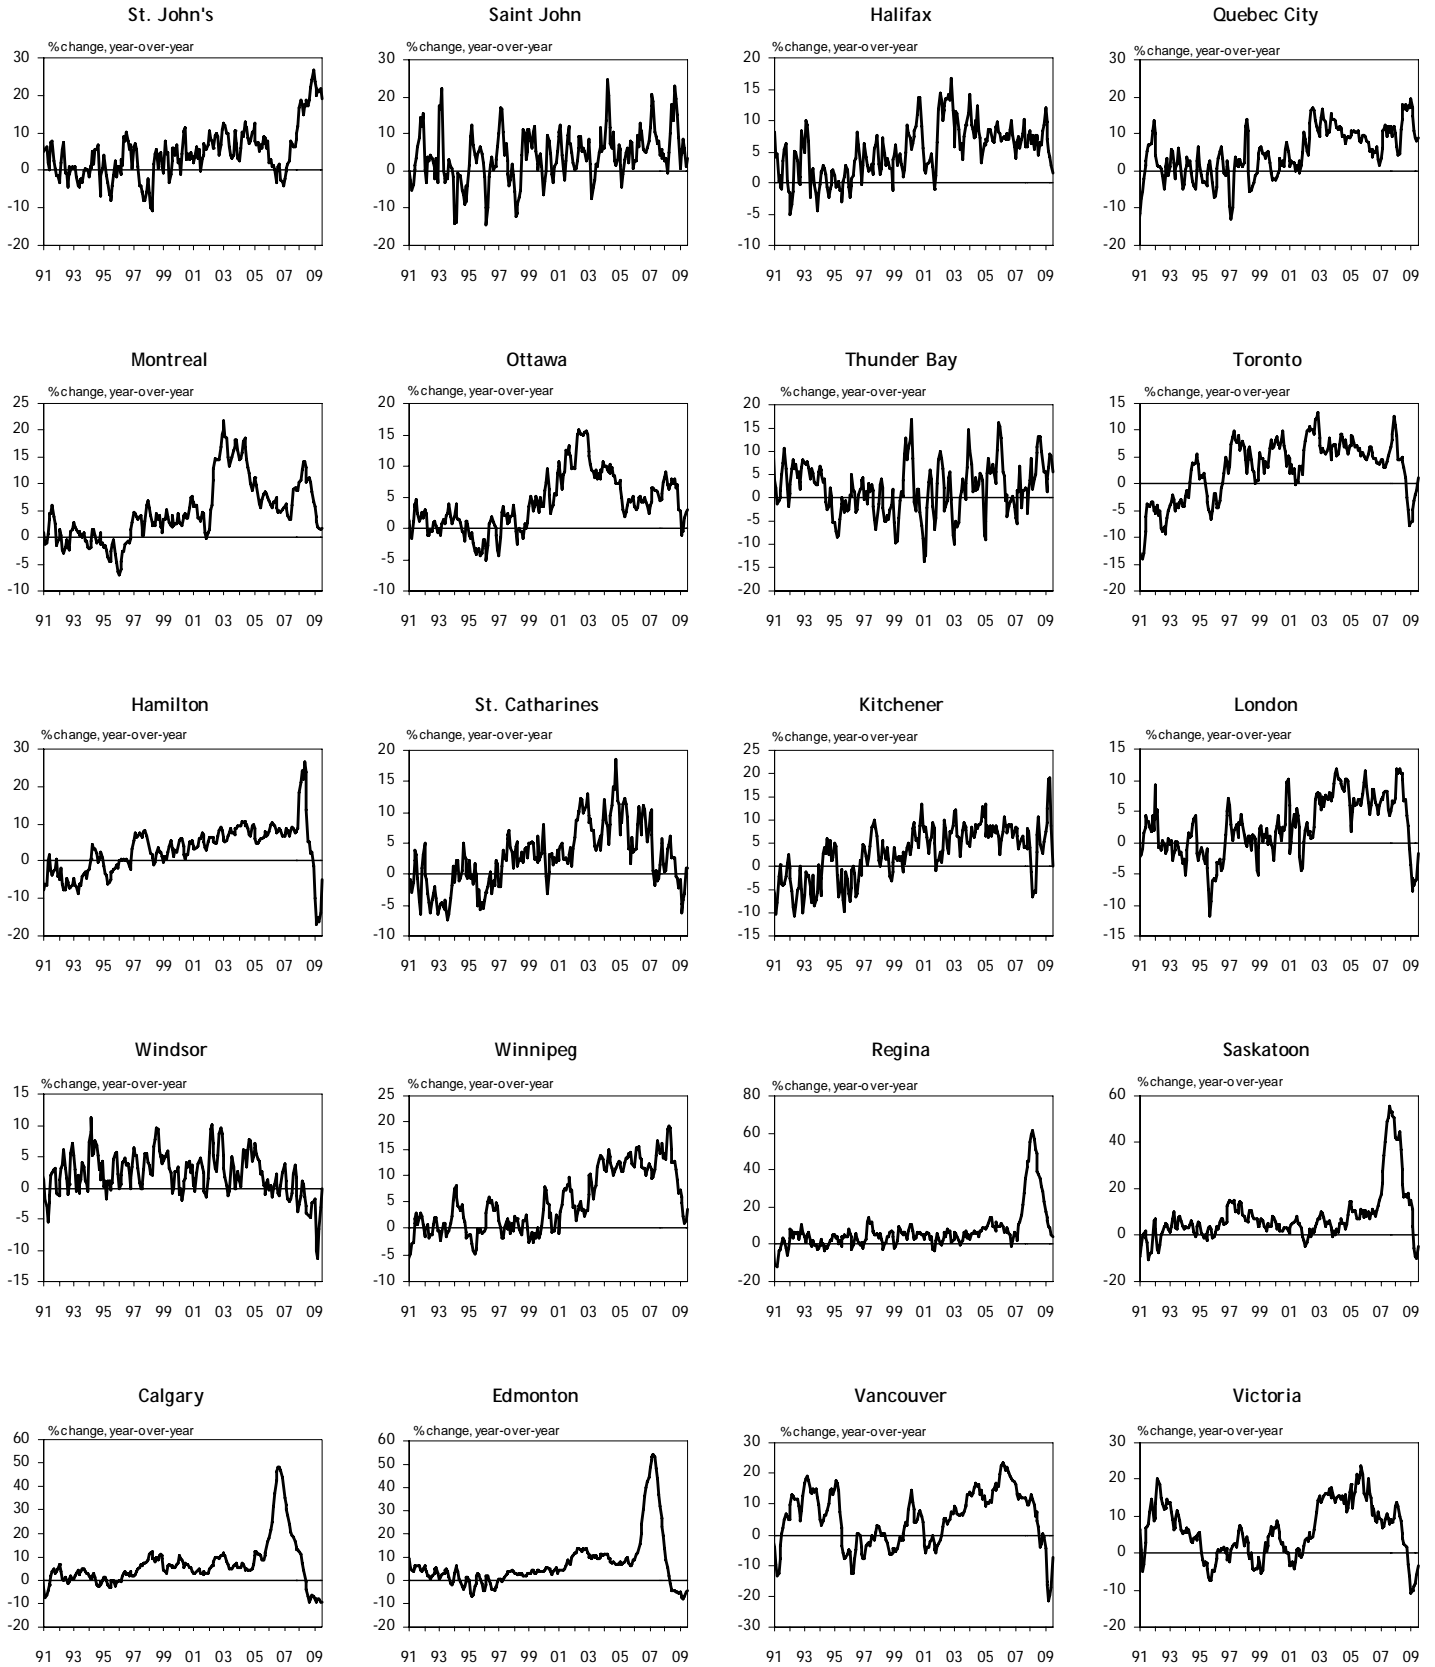 St. John's Saint John Halifax Quebec City
% change, year-over-year % change, year-over-year % change, year-over-year % change, year-over-year
30 30 20 30
20 20 15 20
10 10 10 10
0 0 5 0
-10 -10 0 -10
-20 -20 -5 -20
-10
91 93 95 97 99 01 03 05 07 09 91 93 95 97 99 01 03 05 07 09 91 93 95 97 99 01 03 05 07 09 91 93 95 97 99 01 03 05 07 09
Montreal Ottawa Thunder Bay Toronto
% change, year-over-year % change, year-over-year % change, year-over-year % change, year-over-year
25 20 20 15
20 15 15 10
15 10 10 5
10 5 5 0
5 0 0 -5
0 -5 -5 -10
-5 -10 -10 -15
-10 -15 -20
-20
91 93 95 97 99 01 03 05 07 09 91 93 95 97 99 01 03 05 07 09 91 93 95 97 99 01 03 05 07 09 91 93 95 97 99 01 03 05 07 09
Hamilton St. Catharines Kitchener London
% change, year-over-year % change, year-over-year % change, year-over-year % change, year-over-year
30 20 25 15
20 15 20 10
10 10 15 5
0 5 10 0
-10 0 5 -5
-20 -5 0 -10
-10 -5 -15
-10
-15
91 93 95 97 99 01 03 05 07 09 91 93 95 97 99 01 03 05 07 09 91 93 95 97 99 01 03 05 07 09 91 93 95 97 99 01 03 05 07 09
Windsor Winnipeg Regina Saskatoon
% change, year-over-year % change, year-over-year % change, year-over-year % change, year-over-year
15 25 80 60
10 20 60 40
5 15 40 20
0 10 20 0
-5 5 0 -20
-10 0 -20
-15 -5
-10
91 93 95 97 99 01 03 05 07 09 91 93 95 97 99 01 03 05 07 09 91 93 95 97 99 01 03 05 07 09 91 93 95 97 99 01 03 05 07 09
Calgary Edmonton Vancouver Victoria
% change, year-over-year % change, year-over-year % change, year-over-year % change, year-over-year
60 60 30 30
50 50 20 20
40 40 10 10
30 30 0 0
20 20 -10 -10
10 10 -20 -20
0 0 -30
-10 -10
-20 -20
91 93 95 97 99 01 03 05 07 09 91 93 95 97 99 01 03 05 07 09 91 93 95 97 99 01 03 05 07 09 91 93 95 97 99 01 03 05 07 09